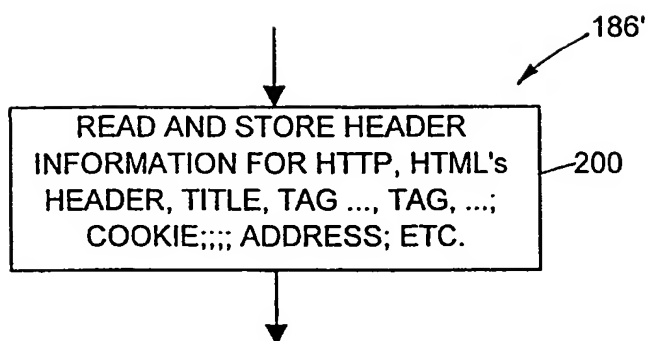 186'
READ AND STORE HEADER
INFORMATION FOR HTTP, HTML's
HEADER, TITLE, TAG ..., TAG, ...;
COOKIE;;;; ADDRESS; ETC.
200